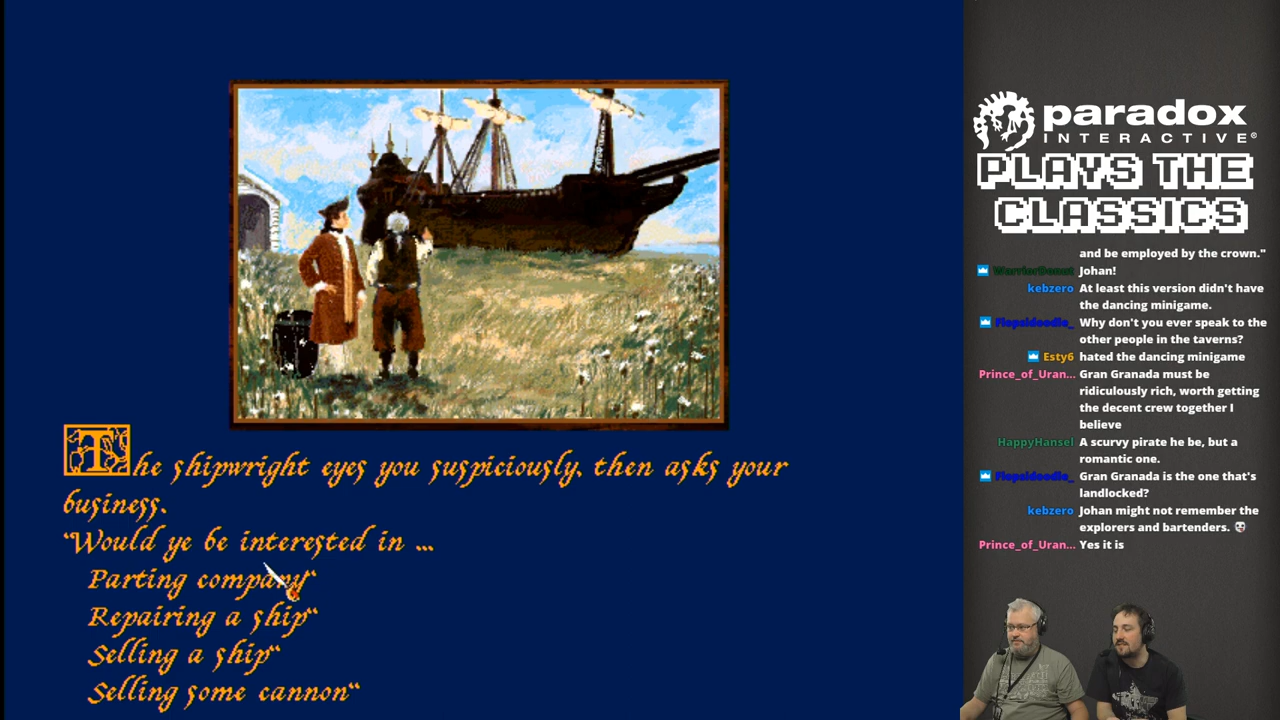 The shipwright eyes you suspiciously, then asks your
business.
"Would ye be interested in ...
Parting company"
Repairing a ship"
Selling a ship"
Selling some cannon"
paradox
INTERACTIVE®
PLAYS THE
CLASSICS
and be employed by the crown."
WarriorDonut Johan!
kebzero At least this version didn't have
the dancing minigame.
Flopsidoodle_ Why don't you ever speak to the
other people in the taverns?
Esty6 hated the dancing minigame
Prince_of_Uran... Gran Granada must be
ridiculously rich, worth getting
the decent crew together I
believe
HappyHansel A scurvy pirate he be, but a
romantic one.
Flopsidoodle_ Gran Granada is the one that's
landlocked?
kebzero Johan might not remember the
explorers and bartenders.
Prince_of_Uran... Yes it is